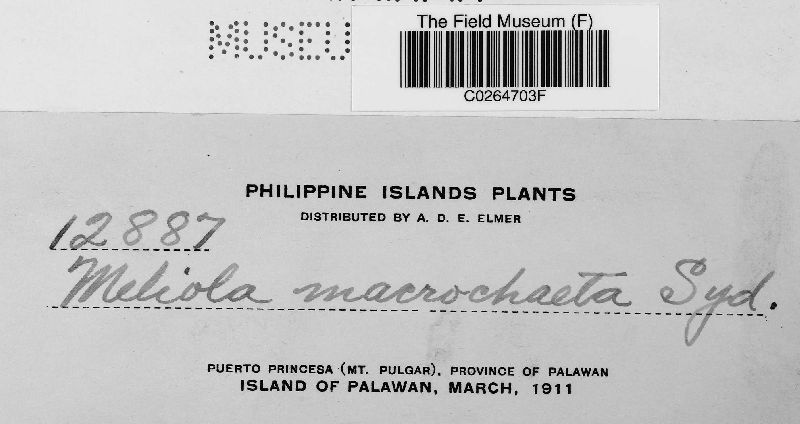 MUSEU
The Field Museum (F)
C0264703F
PHILIPPINE ISLANDS PLANTS
DISTRIBUTED BY A. D. E. ELMER
12887
Meliola macrochaeta Syd.
PUERTO PRINCESA (MT. PULGAR), PROVINCE OF PALAWAN
ISLAND OF PALAWAN, MARCH, 1911